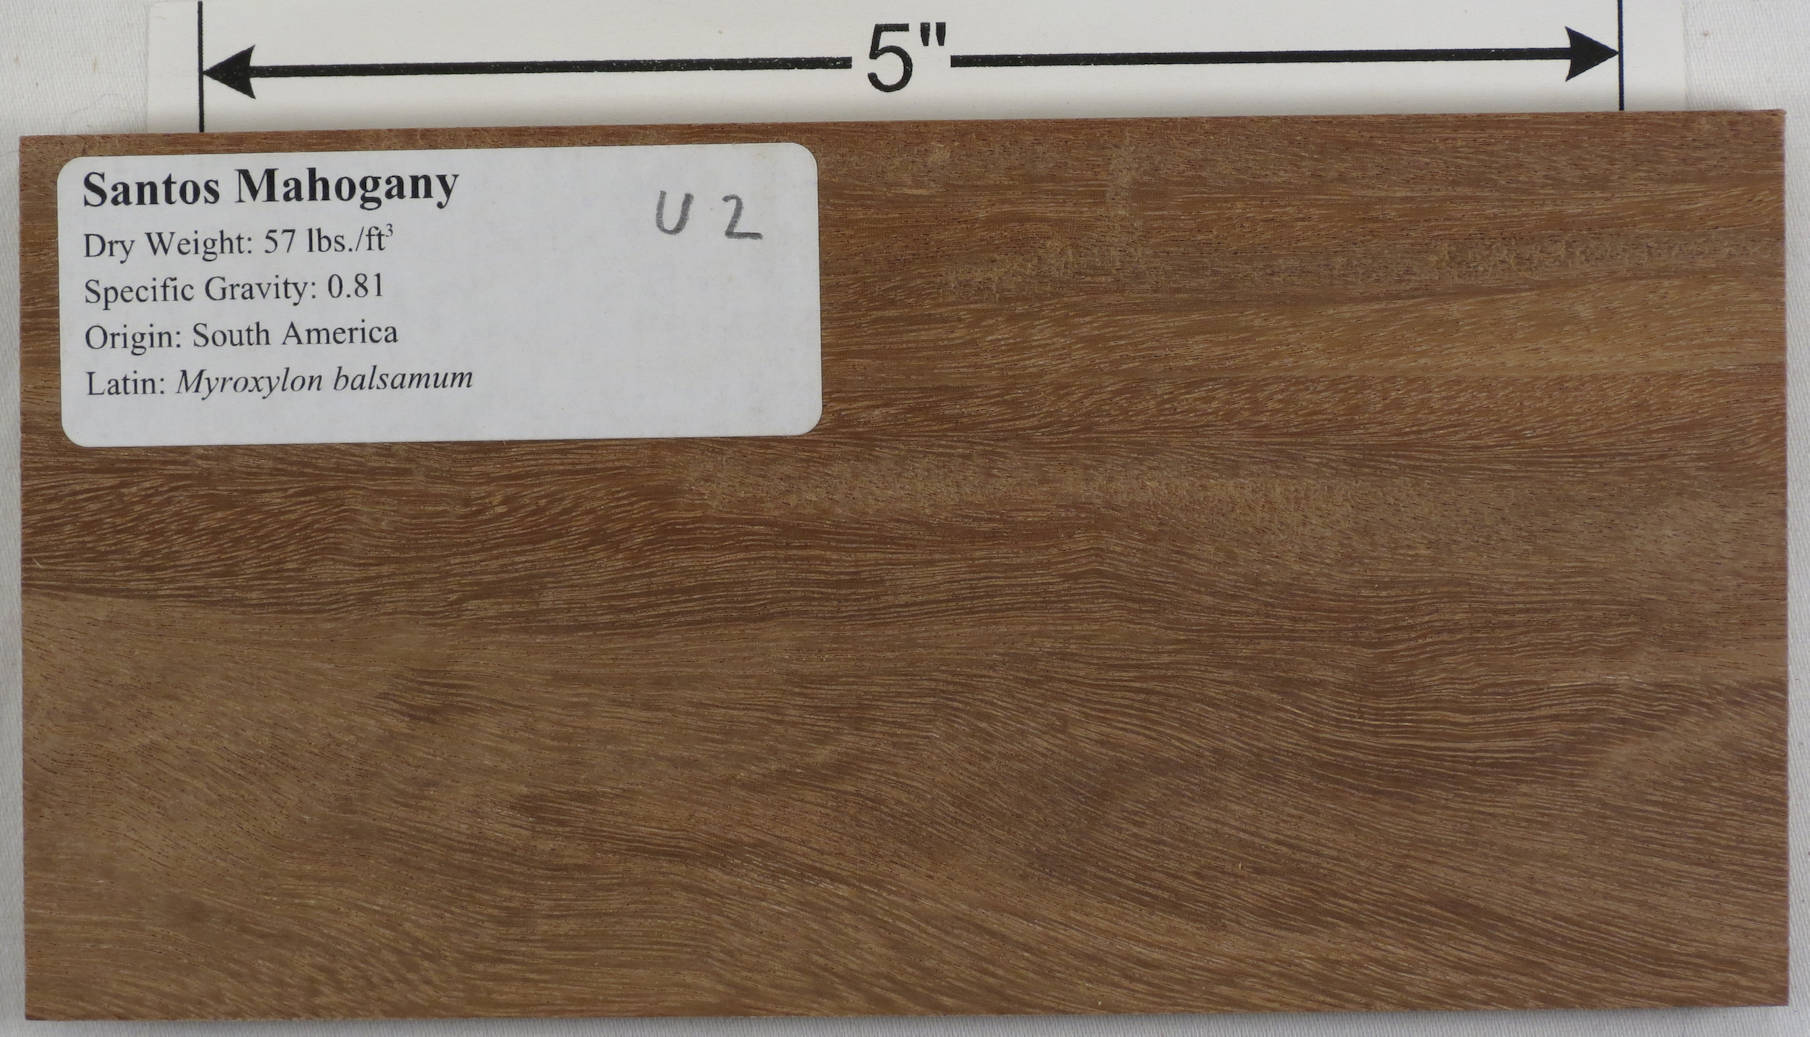 5"
Santos Mahogany
U 2
Dry Weight: 57 lbs./ft³
Specific Gravity: 0.81
Origin: South America
Latin: Myroxylon balsamum